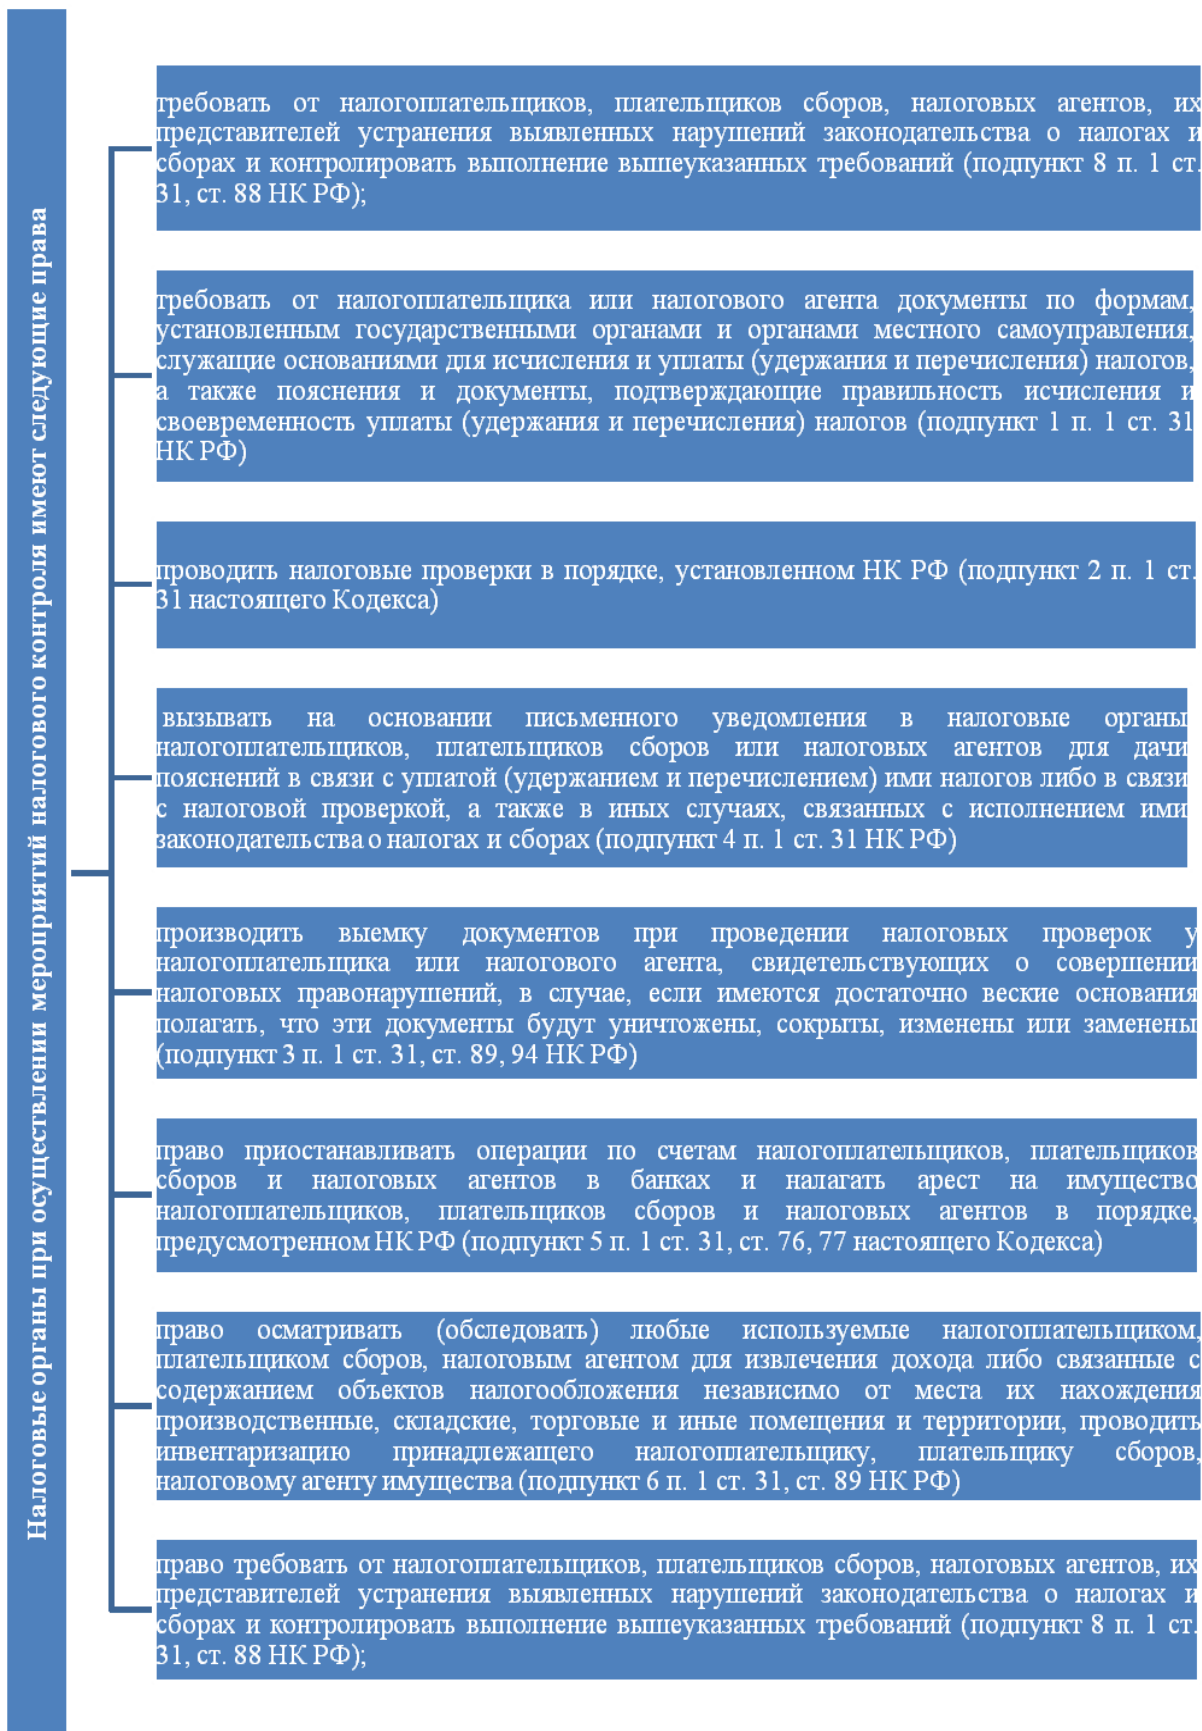 Налоговые органы при осуществлении мероприятий налогового контроля имеют следующие права
требовать от налогоплательщиков, плательщиков сборов, налоговых агентов, их
представителей устранения выявленных нарушений законодательства о налогах и
сборах и контролировать выполнение вышеуказанных требований (подпункт 8 п. 1 ст.
31, ст. 88 НК РФ);
требовать от налогоплательщика или налогового агента документы по формам,
установленным государственными органами и органами местного самоуправления,
служащие основаниями для исчисления и уплаты (удержания и перечисления) налогов,
а также пояснения и документы, подтверждающие правильность исчисления и
своевременность уплаты (удержания и перечисления) налогов (подпункт 1 п. 1 ст. 31
НК РФ)
проводить налоговые проверки в порядке, установленном НК РФ (подпункт 2 п. 1 ст.
31 настоящего Кодекса)
вызывать на основании письменного уведомления в налоговые органы
налогоплательщиков, плательщиков сборов или налоговых агентов для дачи
пояснений в связи с уплатой (удержанием и перечислением) ими налогов либо в связи
с налоговой проверкой, а также в иных случаях, связанных с исполнением ими
законодательства о налогах и сборах (подпункт 4 п. 1 ст. 31 НК РФ)
производить выемку документов при проведении налоговых проверок у
налогоплательщика или налогового агента, свидетельствующих о совершении
налоговых правонарушений, в случае, если имеются достаточно веские основания
полагать, что эти документы будут уничтожены, сокрыты, изменены или заменены
(подпункт 3 п. 1 ст. 31, ст. 89, 94 НК РФ)
право приостанавливать операции по счетам налогоплательщиков, плательщиков
сборов и налоговых агентов в банках и налагать арест на имущество
налогоплательщиков, плательщиков сборов и налоговых агентов в порядке,
предусмотренном НК РФ (подпункт 5 п. 1 ст. 31, ст. 76, 77 настоящего Кодекса)
право осматривать (обследовать) любые используемые налогоплательщиком,
плательщиком сборов, налоговым агентом для извлечения дохода либо связанные с
содержанием объектов налогообложения независимо от места их нахождения
производственные, складские, торговые и иные помещения и территории, проводить
инвентаризацию принадлежащего налогоплательщику, плательщику сборов,
налоговому агенту имущества (подпункт 6 п. 1 ст. 31, ст. 89 НК РФ)
право требовать от налогоплательщиков, плательщиков сборов, налоговых агентов, их
представителей устранения выявленных нарушений законодательства о налогах и
сборах и контролировать выполнение вышеуказанных требований (подпункт 8 п. 1 ст.
31, ст. 88 НК РФ);